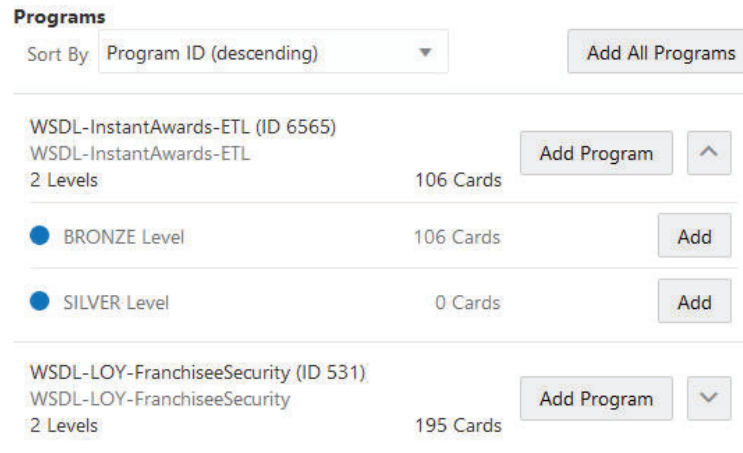 Programs
Sort By Program ID (descending) Add All Programs
WSDL-InstantAwards-ETL (ID 6565)
WSDL-InstantAwards-ETL Add Program
2 Levels 106 Cards
BRONZE Level 106 Cards Add
SILVER Level 0 Cards Add
WSDL-LOY-FranchiseeSecurity (ID 531)
WSDL-LOY-FranchiseeSecurity Add Program
2 Levels 195 Cards